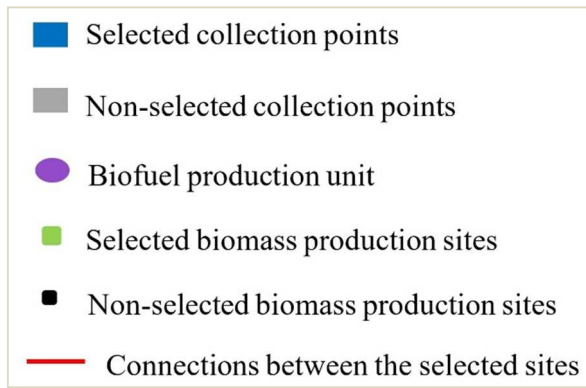 Selected collection points
Non-selected collection points
Biofuel production unit
Selected biomass production sites
Non-selected biomass production sites
Connections between the selected sites